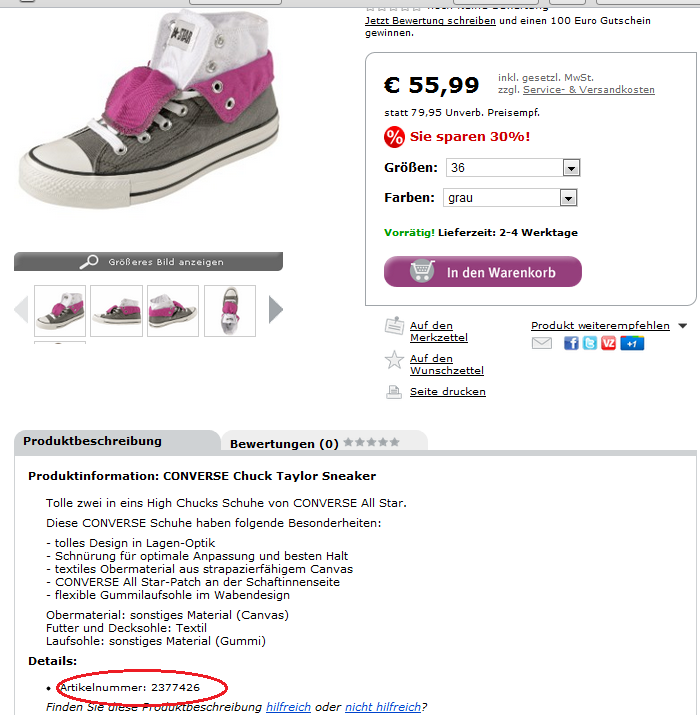 Jetzt Bewertung schreiben und einen 100 Euro Gutschein
gewinnen.
STAR
€ 55,99
inkl. gesetzl. MwSt.
zzgl. Service- & Versandkosten
statt 79,95 Unverb. Preisempf.
% Sie sparen 30%!
Größen: 36
Farben: grau
Vorrätig! Lieferzeit: 2-4 Werktage
In den Warenkorb
Größeres Bild anzeigen
Auf den
Merkzettel
Auf den
Wunschzettel
Seite drucken
Produkt weiterempfehlen
f t VZ +1
Produktbeschreibung
Bewertungen (0)
Produktinformation: CONVERSE Chuck Taylor Sneaker
Tolle zwei in eins High Chucks Schuhe von CONVERSE All Star.
Diese CONVERSE Schuhe haben folgende Besonderheiten:
- tolles Design in Lagen-Optik
- Schnürung für optimale Anpassung und besten Halt
- textiles Obermaterial aus strapazierfähigem Canvas
- CONVERSE All Star-Patch an der Schaftinnenseite
- flexible Gummilaufsohle im Wabendesign
Obermaterial: sonstiges Material (Canvas)
Futter und Decksohle: Textil
Laufsohle: sonstiges Material (Gummi)
Details:
• Artikelnummer: 2377426
Finden Sie diese Produktbeschreibung hilfreich oder nicht hilfreich?